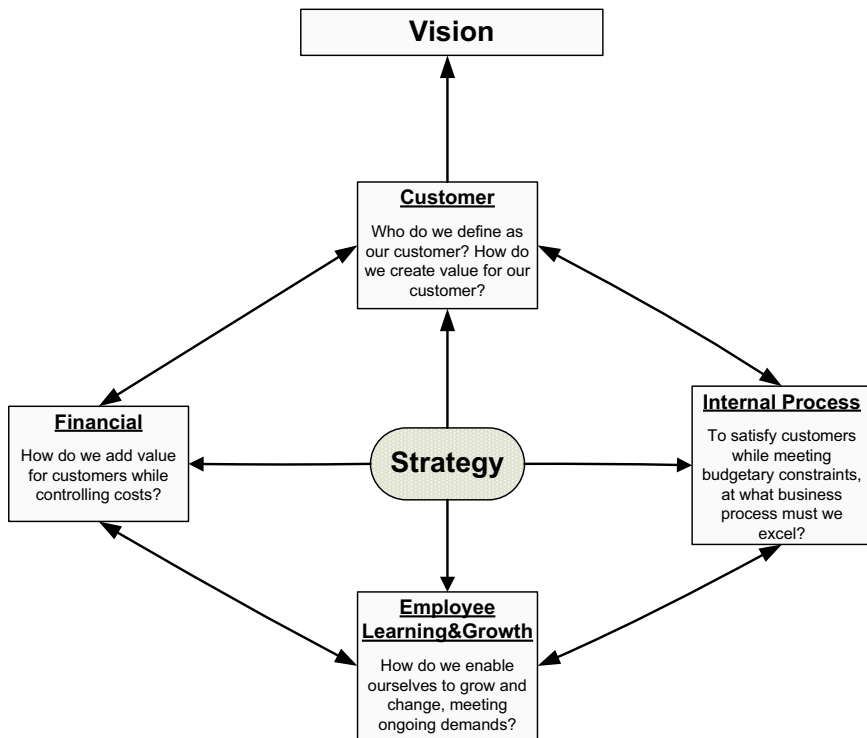 Vision
Customer
Who do we define as
our customer? How do
we create value for our
customer?
Financial
How do we add value
for customers while
controlling costs?
Strategy
Internal Process
To satisfy customers
while meeting
budgetary constraints,
at what business
process must we
excel?
Employee
Learning&Growth
How do we enable
ourselves to grow and
change, meeting
ongoing demands?